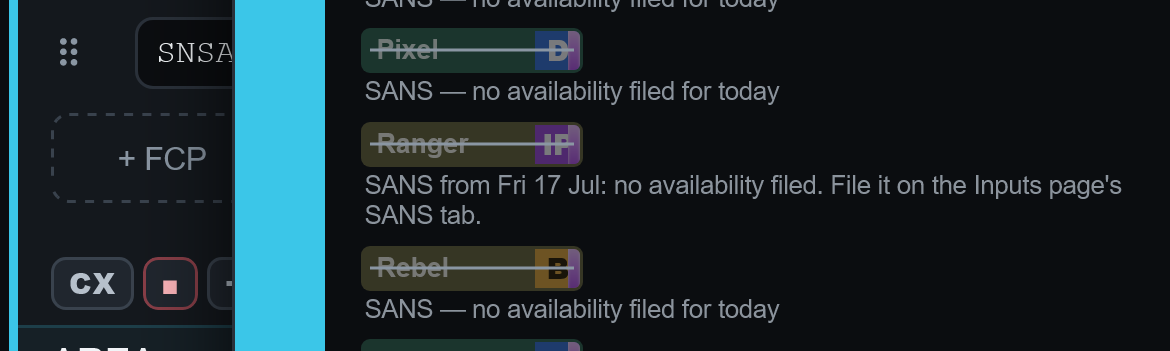 SANS — no availability filed for today
SNSA
Pixel D
SANS — no availability filed for today
+ FCP
Ranger IP
SANS from Fri 17 Jul: no availability filed. File it on the Inputs page's
SANS tab.
CX
Rebel B
SANS — no availability filed for today